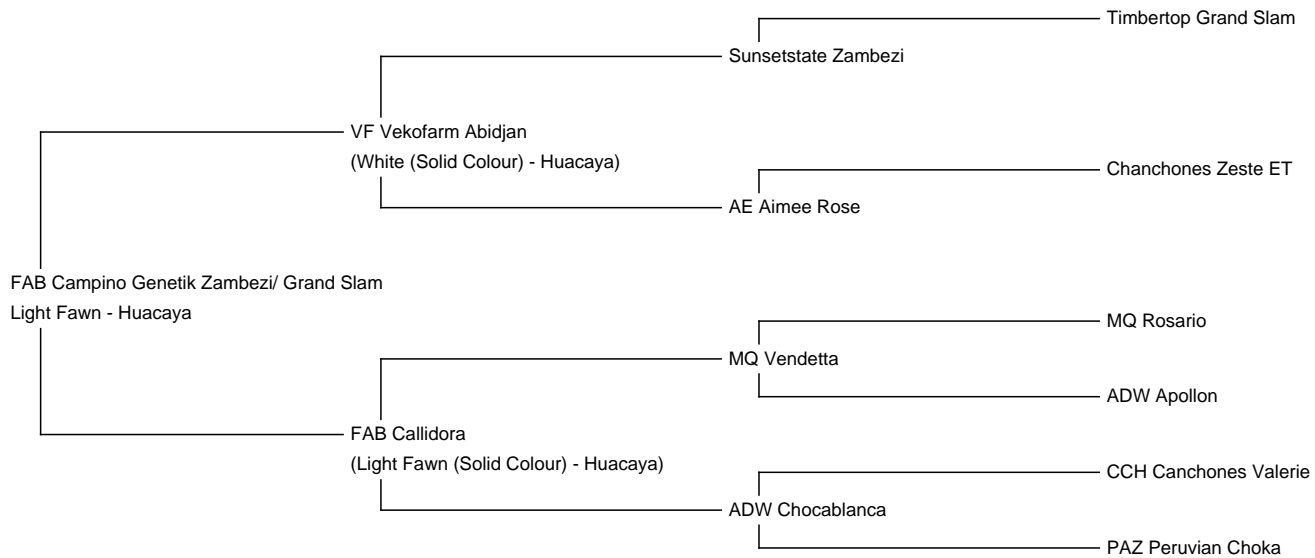 Timbertop Grand Slam
Sunsetstate Zambezi
VF Vekofarm Abidjan
(White (Solid Colour) - Huacaya)
Chanchones Zeste ET
AE Aimee Rose
FAB Campino Genetik Zambezi/ Grand Slam
Light Fawn - Huacaya
MQ Rosario
MQ Vendetta
ADW Apollon
FAB Callidora
(Light Fawn (Solid Colour) - Huacaya)
CCH Canchones Valerie
ADW Chocablanca
PAZ Peruvian Choka